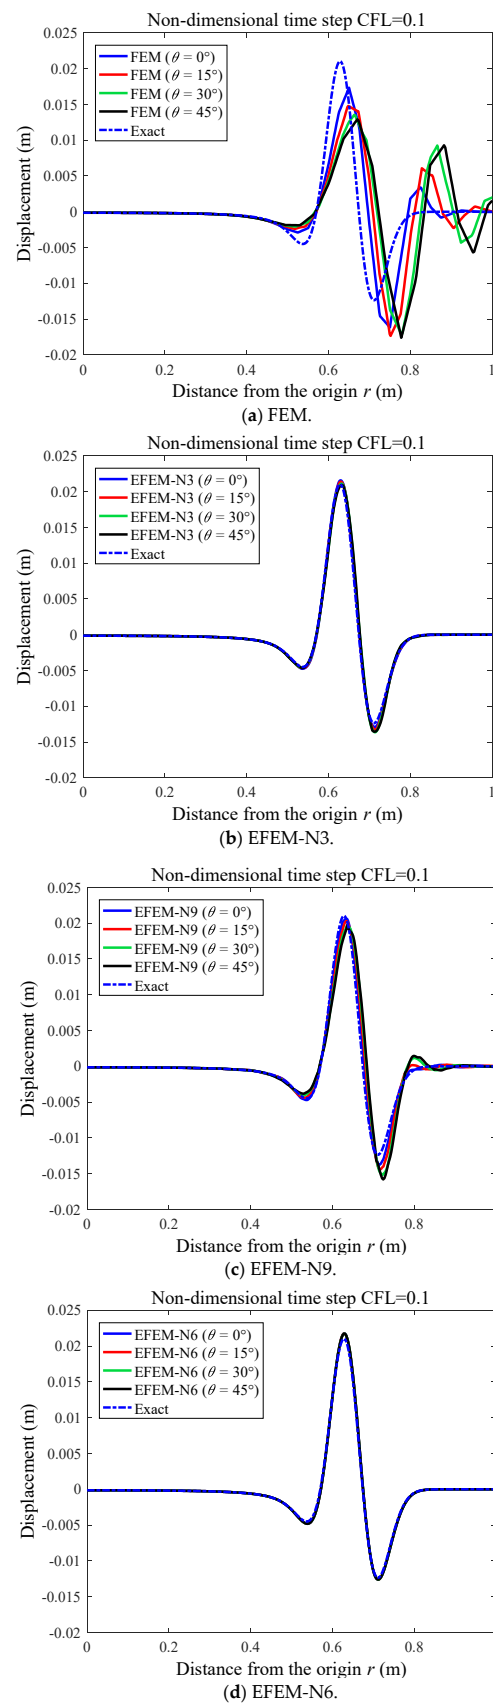 Non-dimensional time step CFL=0.1
0.025
0.02
0.015
0.01
0.005
0
-0.005
-0.01
-0.015
-0.02
Displacement (m)
FEM (θ = 0°)
FEM (θ = 15°)
FEM (θ = 30°)
FEM (θ = 45°)
Exact
0 0.2 0.4 0.6 0.8 1
Distance from the origin r (m)
(a) FEM.
Non-dimensional time step CFL=0.1
0.025
0.02
0.015
0.01
0.005
0
-0.005
-0.01
-0.015
-0.02
Displacement (m)
EFEM-N3 (θ = 0°)
EFEM-N3 (θ = 15°)
EFEM-N3 (θ = 30°)
EFEM-N3 (θ = 45°)
Exact
0 0.2 0.4 0.6 0.8 1
Distance from the origin r (m)
(b) EFEM-N3.
Non-dimensional time step CFL=0.1
0.025
0.02
0.015
0.01
0.005
0
-0.005
-0.01
-0.015
-0.02
Displacement (m)
EFEM-N9 (θ = 0°)
EFEM-N9 (θ = 15°)
EFEM-N9 (θ = 30°)
EFEM-N9 (θ = 45°)
Exact
0 0.2 0.4 0.6 0.8
Distance from the origin r (m)
(c) EFEM-N9.
Non-dimensional time step CFL=0.1
0.025
0.02
0.015
0.01
0.005
0
-0.005
-0.01
-0.015
-0.02
Displacement (m)
EFEM-N6 (θ = 0°)
EFEM-N6 (θ = 15°)
EFEM-N6 (θ = 30°)
EFEM-N6 (θ = 45°)
Exact
0 0.2 0.4 0.6 0.8
Distance from the origin r (m)
(d) EFEM-N6.